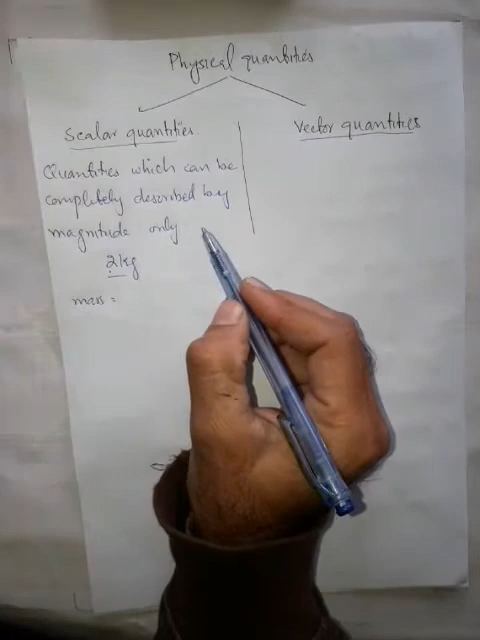 Physical quantities
Scalar quantities
Quantities which can be
completely described by
magnitude only
2kg
mass =
Vector quantities